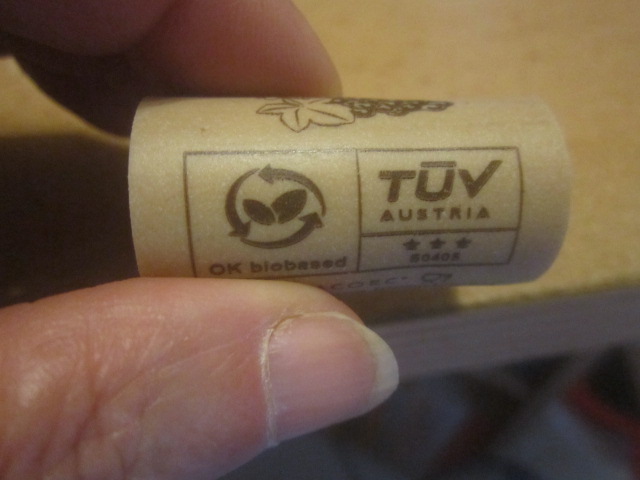 OK biobased
TÜV
AUSTRIA
★★★
S0405